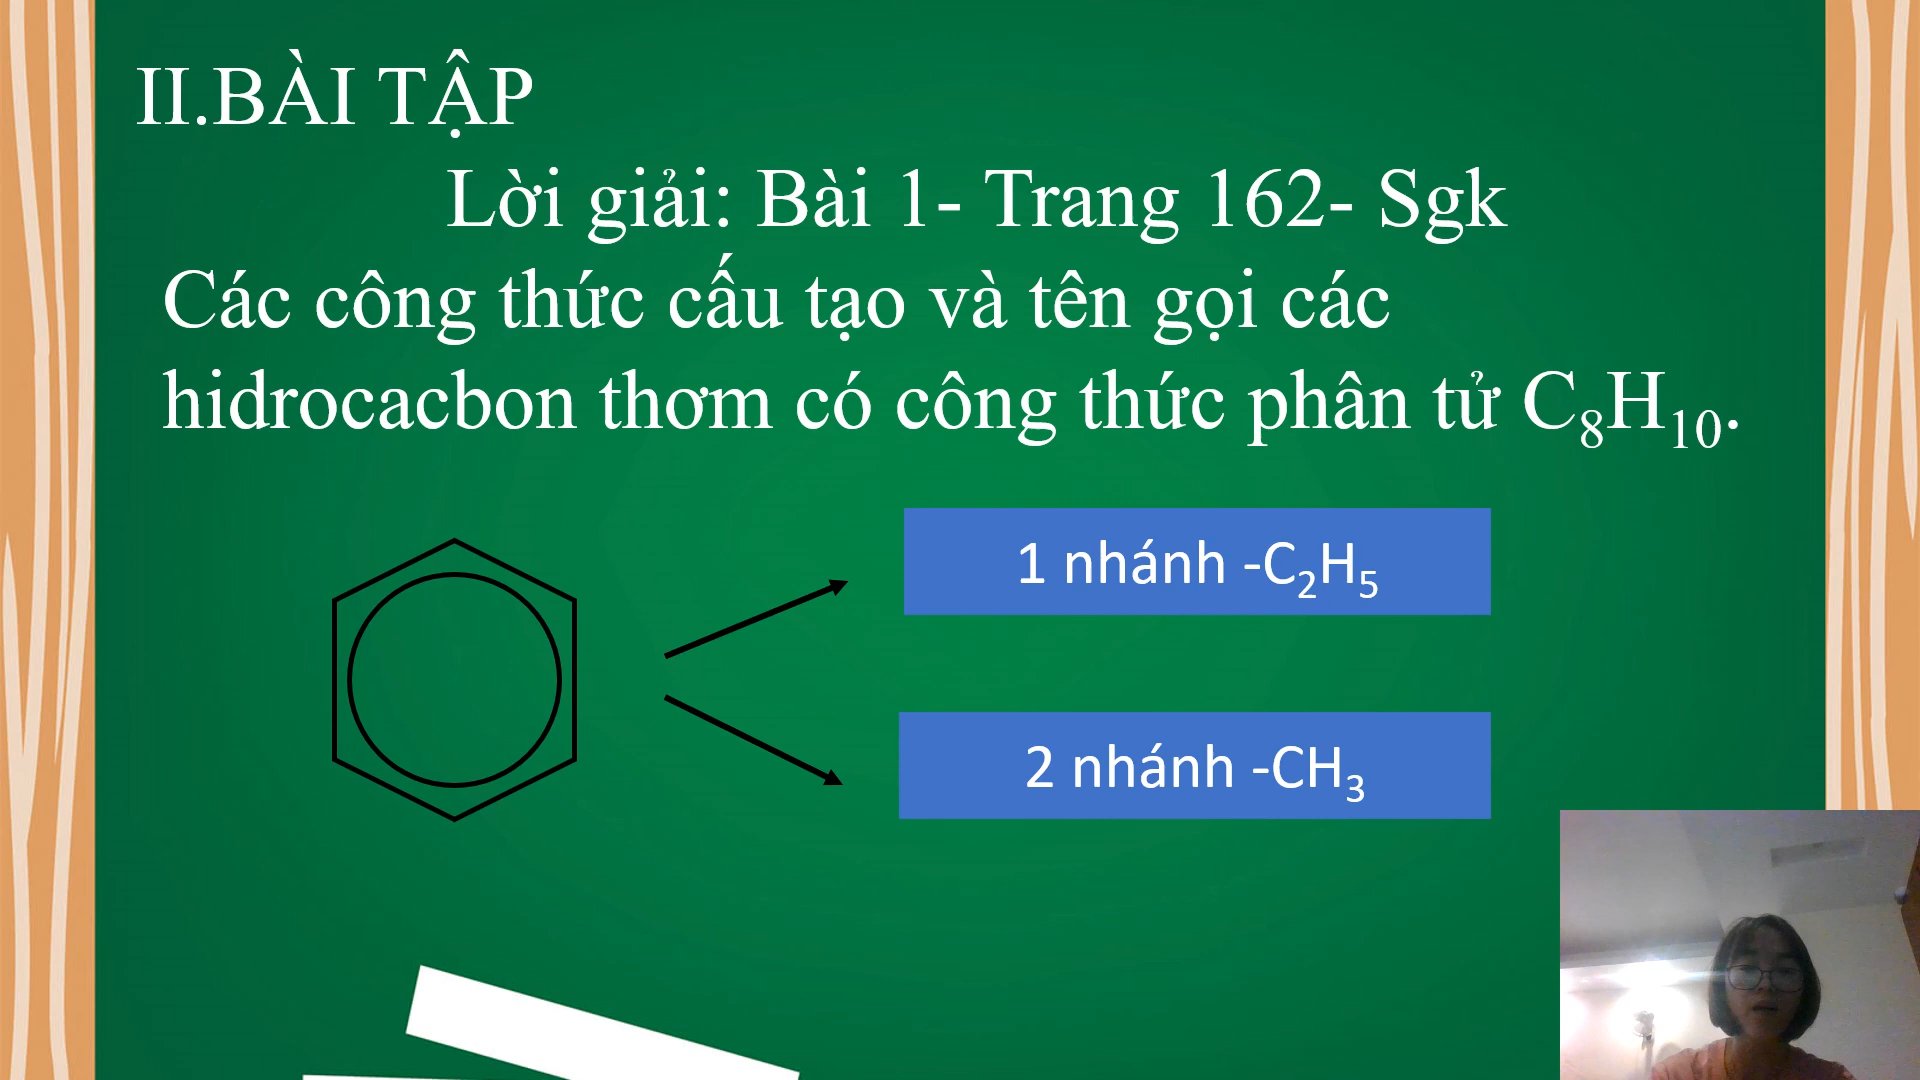 II.BÀI TẬP
Lời giải: Bài 1- Trang 162- Sgk
Các công thức cấu tạo và tên gọi các
hidrocacbon thơm có công thức phân tử C₈H₁₀.
1 nhánh -C₂H₅
2 nhánh -CH₃